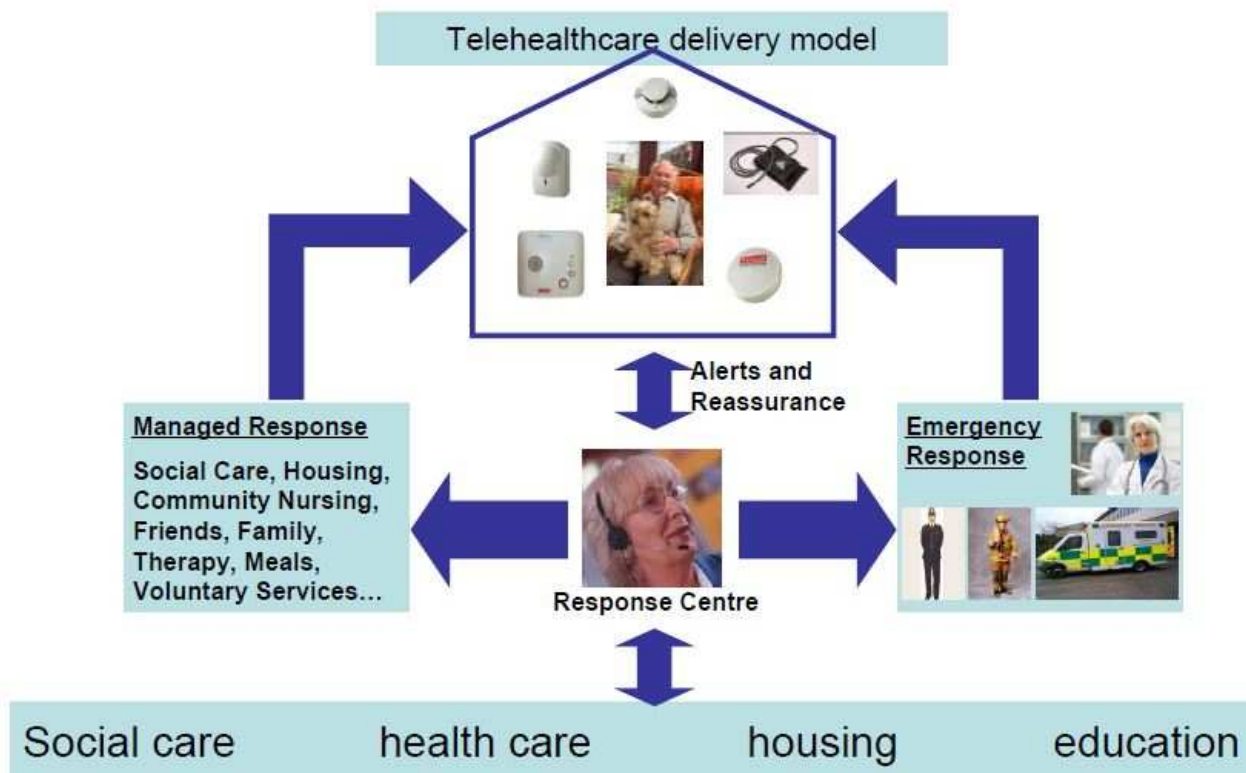 Telehealthcare delivery model
Alerts and
Reassurance
Managed Response
Social Care, Housing,
Community Nursing,
Friends, Family,
Therapy, Meals,
Voluntary Services…
Emergency
Response
Response Centre
Social care health care housing education